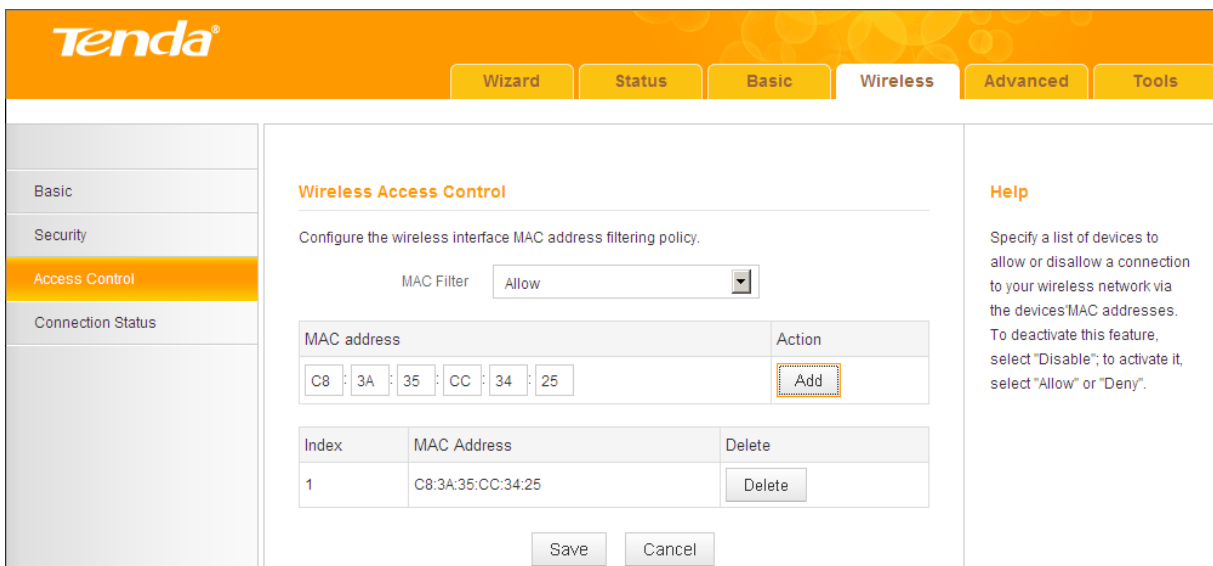 Tenda®
Wizard Status Basic Wireless Advanced Tools
Basic
Security
Access Control
Connection Status
Wireless Access Control
Configure the wireless interface MAC address filtering policy.
MAC Filter Allow
MAC address Action
C8 : 3A : 35 : CC : 34 : 25 Add
Index MAC Address Delete
1 C8:3A:35:CC:34:25 Delete
Save Cancel
Help
Specify a list of devices to
allow or disallow a connection
to your wireless network via
the devices'MAC addresses.
To deactivate this feature,
select "Disable"; to activate it,
select "Allow" or "Deny".